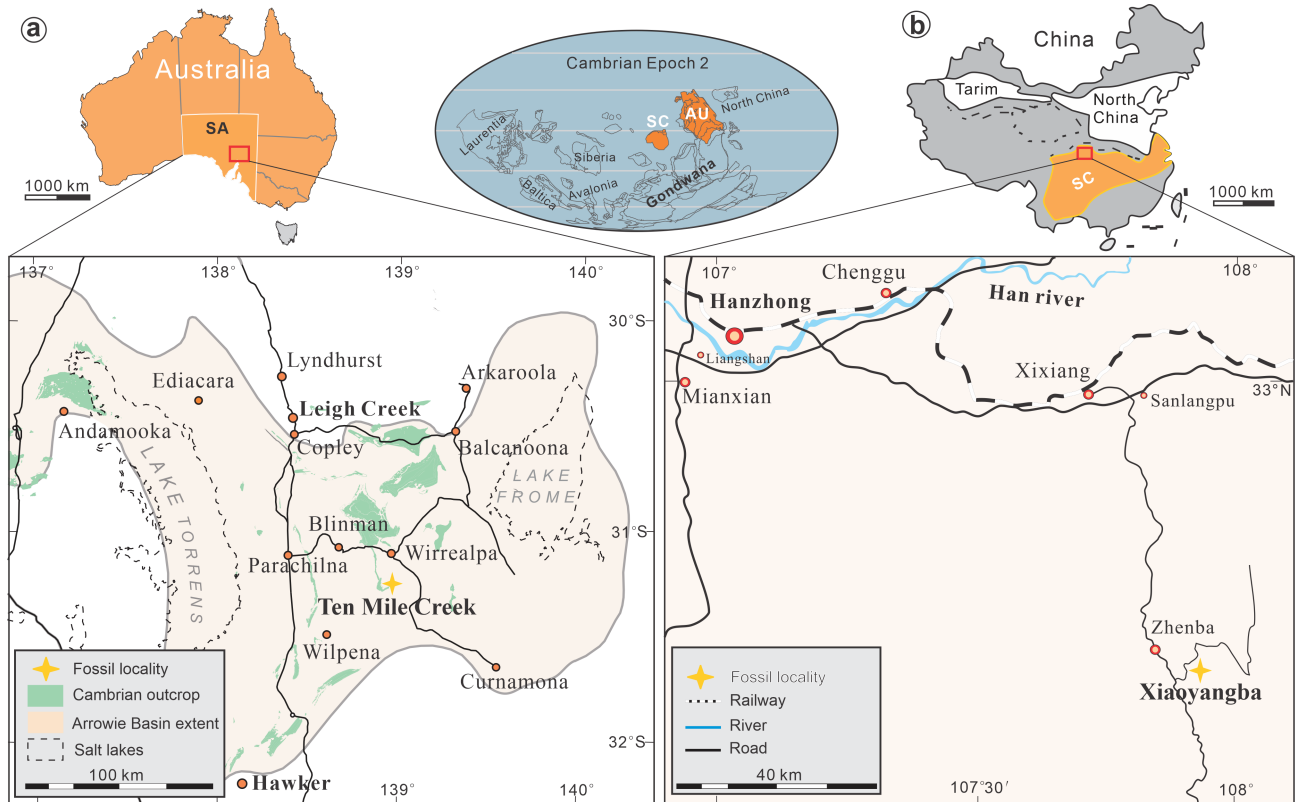 a
Australia
SA
1000 km
Cambrian Epoch 2
Laurentia
Siberia
Baltica
Avalonia
Gondwana
SC
AU
North China
b
China
Tarim
North
China
SC
1000 km
137°
138°
139°
140°
30°S
31°S
32°S
139°
140°
Lyndhurst
Ediacara
Arkaroola
Leigh Creek
Andamooka
Copley
Balcanoona
LAKE TORRENS
LAKE
FROME
Blinman
Parachilna
Wirrealpa
Ten Mile Creek
Wilpena
Curnamona
Hawker
Fossil locality
Cambrian outcrop
Arrowie Basin extent
Salt lakes
100 km
107°
108°
Chenggu
Hanzhong
Han river
Liangshan
Mianxian
Xixiang
Sanlangpu
33°N
Zhenba
Xiaoyangba
Fossil locality
Railway
River
Road
40 km
107°30'
108°